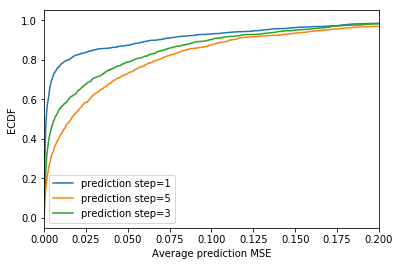 1.0
0.8
0.6
0.4
0.2
0.0
ECDF
prediction step=1
prediction step=5
prediction step=3
0.000 0.025 0.050 0.075 0.100 0.125 0.150 0.175 0.200
Average prediction MSE